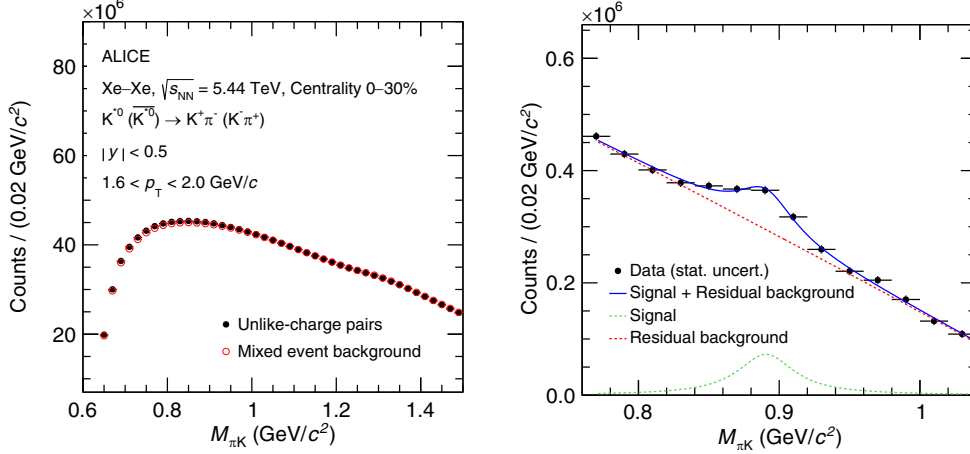 ×10⁶
80
60
40
20
Counts / (0.02 GeV/c²)
ALICE
Xe–Xe, √s_NN = 5.44 TeV, Centrality 0–30%
K*⁰ (K̅*⁰) → K⁺π⁻ (K⁻π⁺)
|y| < 0.5
1.6 < p_T < 2.0 GeV/c
Unlike-charge pairs
Mixed event background
0.6 0.8 1 1.2 1.4
M_πK (GeV/c²)
×10⁶
0.6
0.4
0.2
0.0
Counts / (0.02 GeV/c²)
Data (stat. uncert.)
Signal + Residual background
Signal
Residual background
0.8 0.9 1
M_πK (GeV/c²)